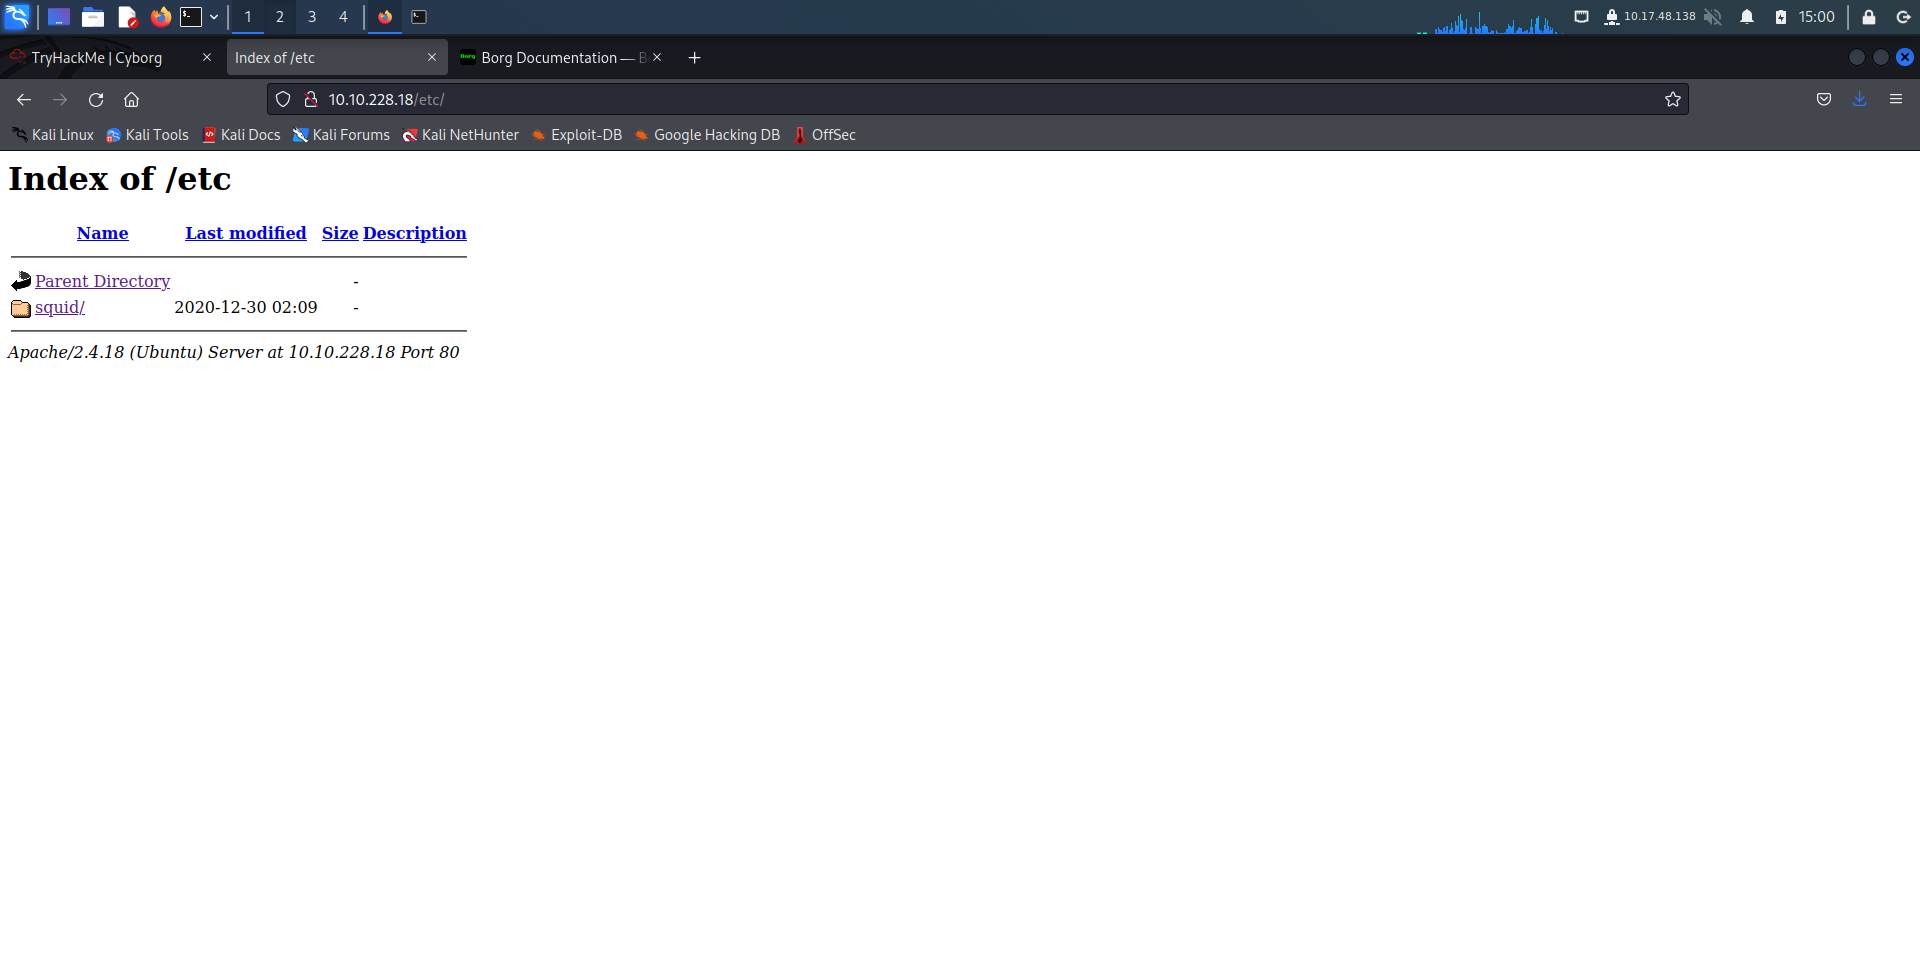 1 2 3 4 10.17.48.138 15:00
TryHackMe | Cyborg Index of /etc Borg Documentation — B
10.10.228.18/etc/
Kali Linux Kali Tools Kali Docs Kali Forums Kali NetHunter Exploit-DB Google Hacking DB OffSec
Index of /etc
Name Last modified Size Description
Parent Directory -
squid/ 2020-12-30 02:09 -
Apache/2.4.18 (Ubuntu) Server at 10.10.228.18 Port 80